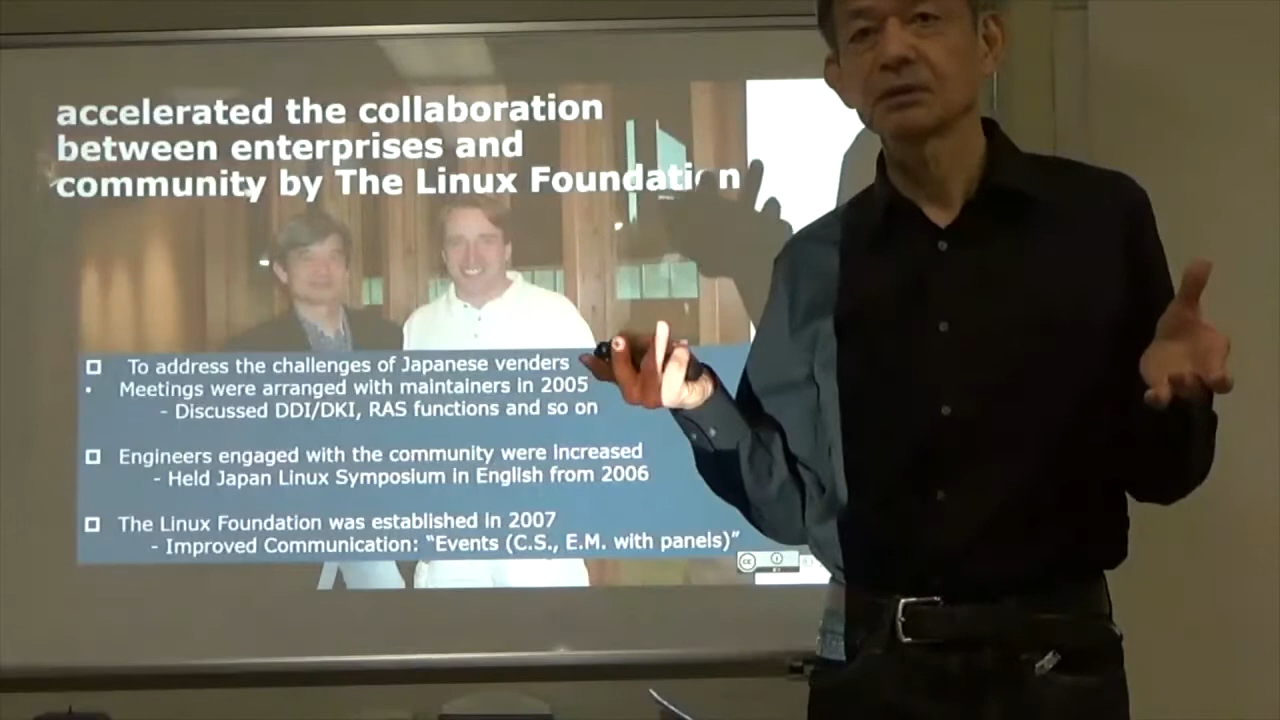 accelerated the collaboration
between enterprises and
community by The Linux Foundation
To address the challenges of Japanese venders
• Meetings were arranged with maintainers in 2005
- Discussed DDI/DKI, RAS functions and so on
Engineers engaged with the community were increased
- Held Japan Linux Symposium in English from 2006
The Linux Foundation was established in 2007
- Improved Communication: “Events (C.S., E.M. with panels)”
cc